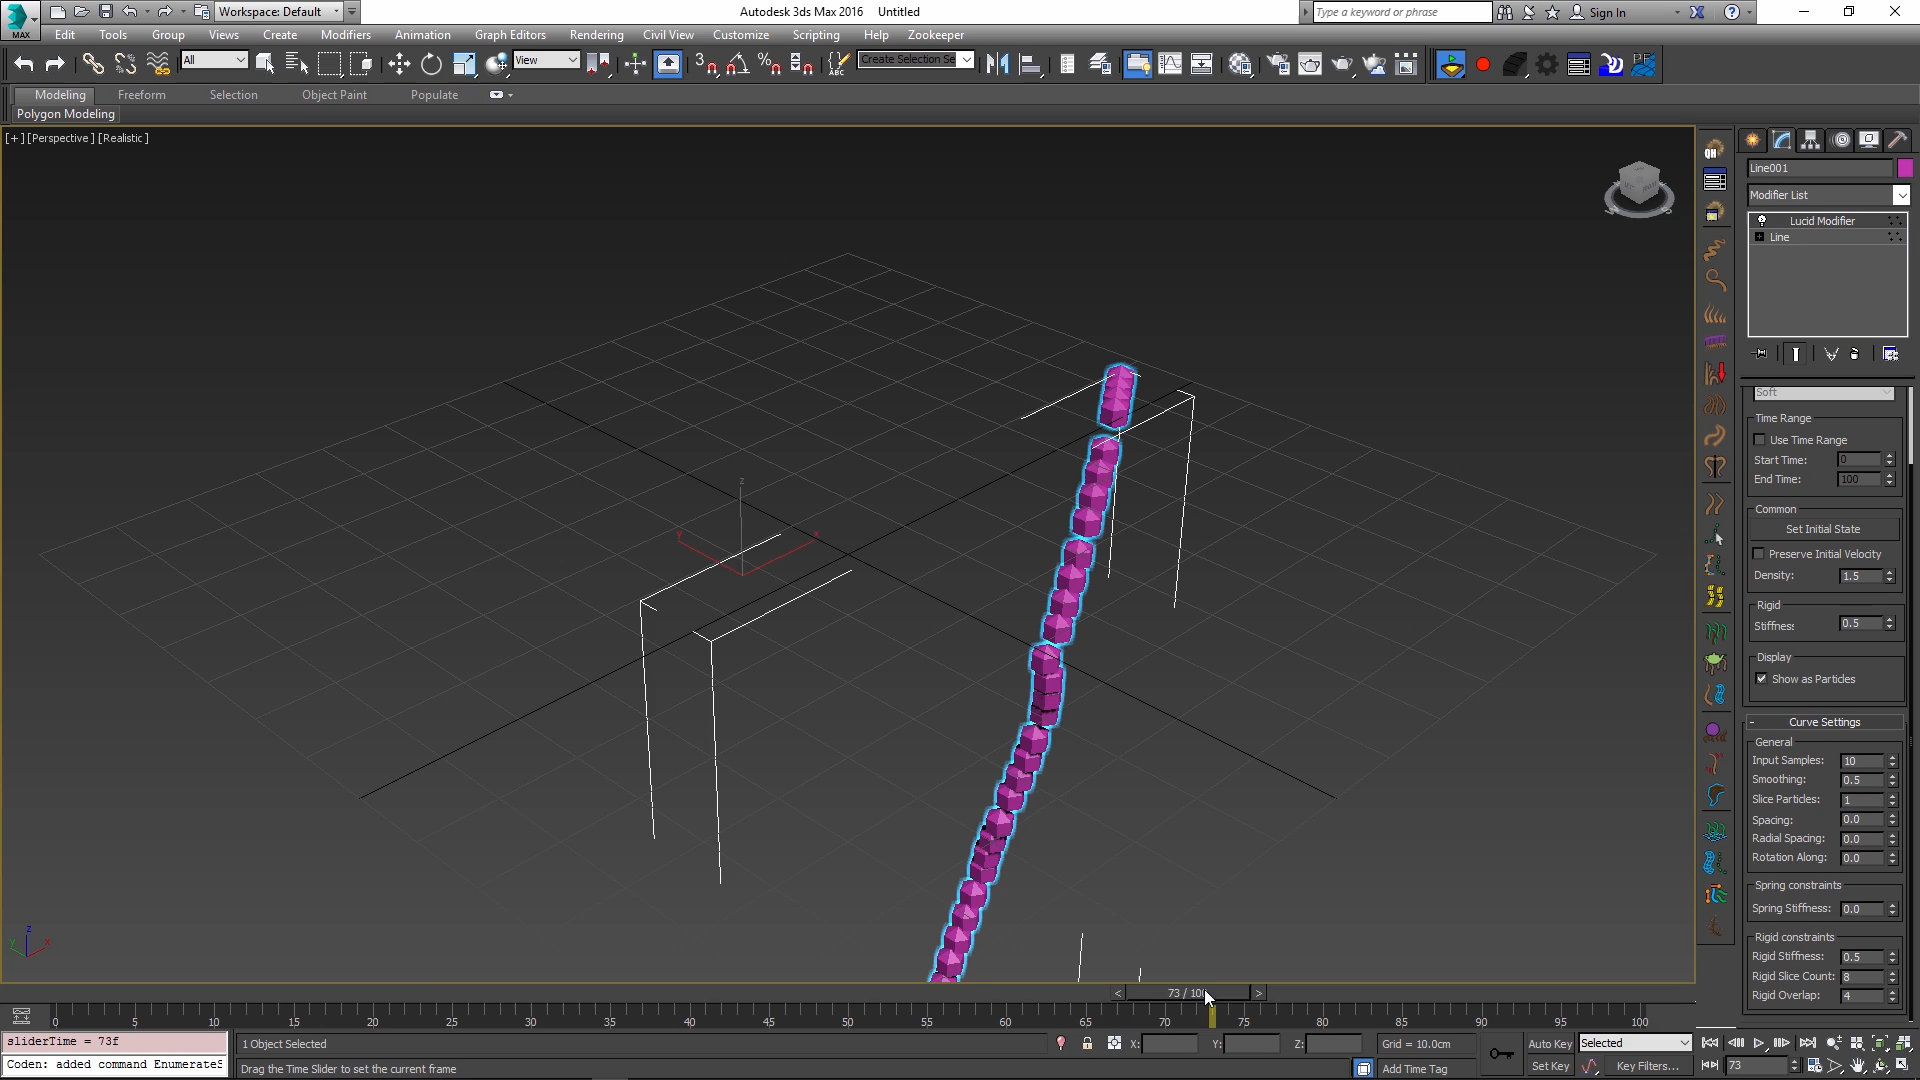 MAX
Workspace: Default
Autodesk 3ds Max 2016 Untitled
Type a keyword or phrase
Sign In
Edit Tools Group Views Create Modifiers Animation Graph Editors Rendering Civil View Customize Scripting Help Zookeeper
All
View
3
ABC
Create Selection Se
PF
Modeling Freeform Selection Object Paint Populate
Polygon Modeling
[+] [Perspective] [Realistic]
QH
Line001
Modifier List
Lucid Modifier
Line
Soft
Time Range
Use Time Range
Start Time: 0
End Time: 100
Common
Set Initial State
Preserve Initial Velocity
Density: 1.5
Rigid
Stiffness 0.5
Display
Show as Particles
Curve Settings
General
Input Samples: 10
Smoothing: 0.5
Slice Particles: 1
Spacing: 0.0
Radial Spacing: 0.0
Rotation Along: 0.0
Spring constraints
Spring Stiffness: 0.0
Rigid constraints
Rigid Stiffness: 0.5
Rigid Slice Count: 8
Rigid Overlap: 4
z
y
x
z
y
x
< 73 / 100 >
0 5 10 15 20 25 30 35 40 45 50 55 60 65 70 75 80 85 90 95 100
sliderTime = 73f
1 Object Selected
X: Y: Z:
Grid = 10.0cm
Auto Key
Selected
Coden: added command EnumerateS
Drag the Time Slider to set the current frame
Add Time Tag
Set Key
Key Filters...
73